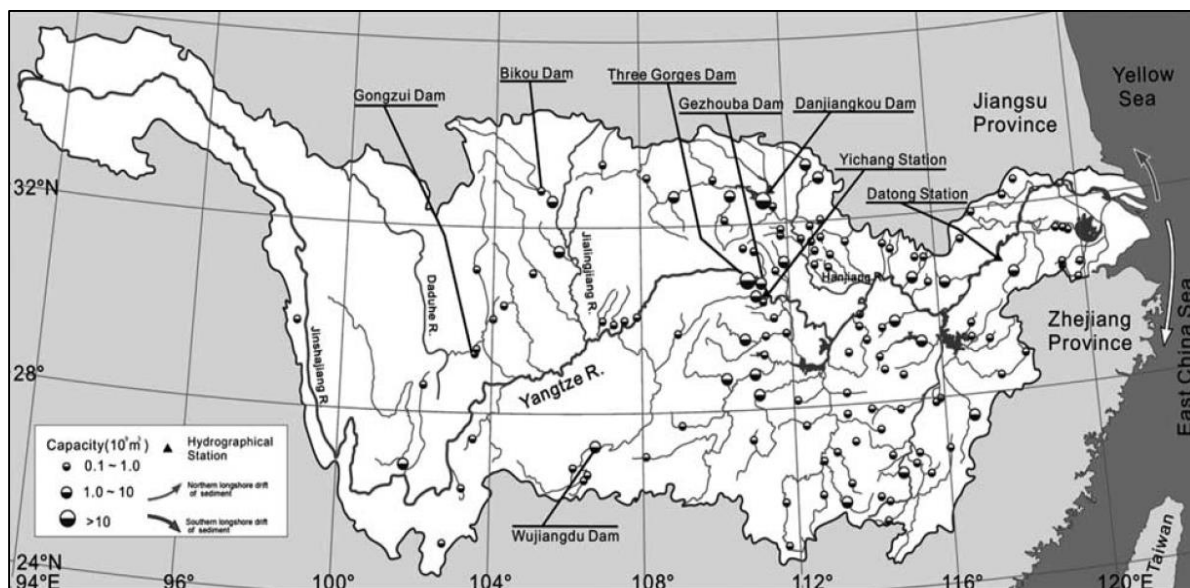 Bikou Dam
Three Gorges Dam
Gongzui Dam
Gezhouba Dam
Danjiangkou Dam
Yichang Station
Datong Station
Jiangsu
Province
Yellow
Sea
32°N
28°N
24°N
Jinshajiang R.
Daduhe R.
Jialingjiang R.
Hanjiang R.
Yangtze R.
Zhejiang
Province
East China Sea
Taiwan
Wujiangdu Dam
Capacity(10⁹m³)
0.1 ~ 1.0
1.0 ~ 10
>10
Hydrographical
Station
Northern longshore drift
of sediment
Southern longshore drift
of sediment
94°E
96°
100°
104°
108°
112°
116°
120°E